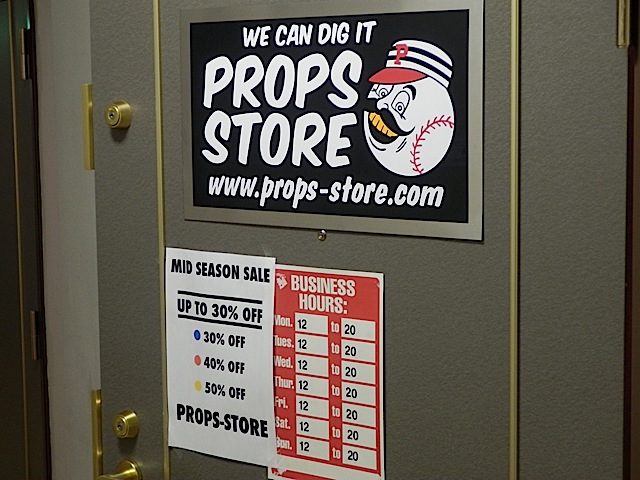 WE CAN DIG IT
P
PROPS
STORE
www.props-store.com
MID SEASON SALE
UP TO 30% OFF
30% OFF
40% OFF
50% OFF
PROPS-STORE
BUSINESS
HOURS:
Mon. 12 to 20
Tues. 12 to 20
Wed. 12 to 20
Thur. 12 to 20
Fri. 12 to 20
Sat. 12 to 20
Sun. 12 to 20